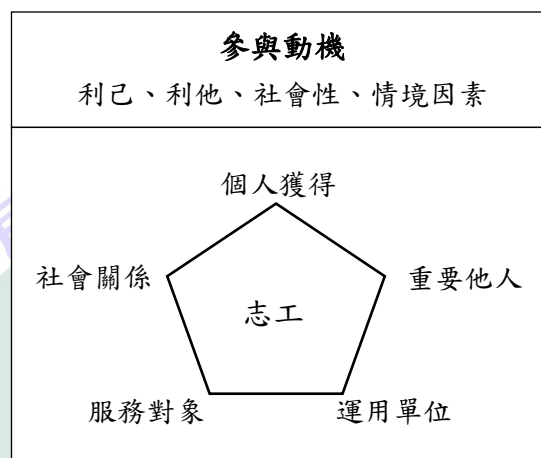 參與動機
利己、利他、社會性、情境因素
個人獲得
社會關係
重要他人
志工
服務對象
運用單位